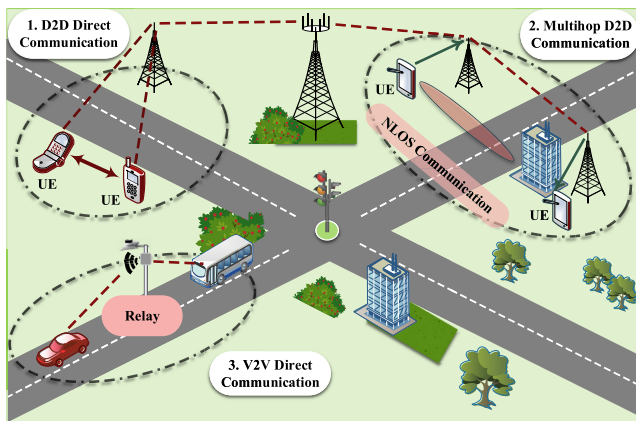 1. D2D Direct
Communication
2. Multihop D2D
Communication
UE
UE
UE
NLOS Communication
UE
Relay
3. V2V Direct
Communication